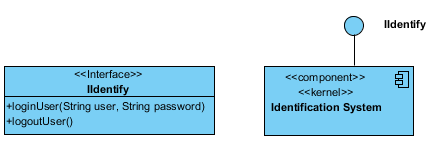 IIdentify
<<Interface>>
IIdentify
+loginUser(String user, String password)
+logoutUser()
<<component>>
<<kernel>>
Identification System